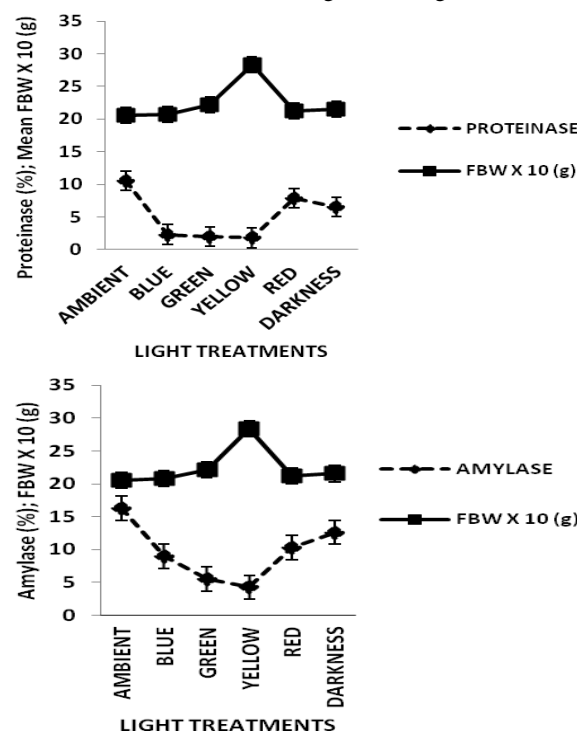 35
30
25
20
15
10
5
0
Proteinase (%); Mean FBW X 10 (g)
AMBIENT
BLUE
GREEN
YELLOW
RED
DARKNESS
LIGHT TREATMENTS
PROTEINASE
FBW X 10 (g)
35
30
25
20
15
10
5
0
Amylase (%); FBW X 10 (g)
AMBIENT
BLUE
GREEN
YELLOW
RED
DARKNESS
LIGHT TREATMENTS
AMYLASE
FBW X 10 (g)